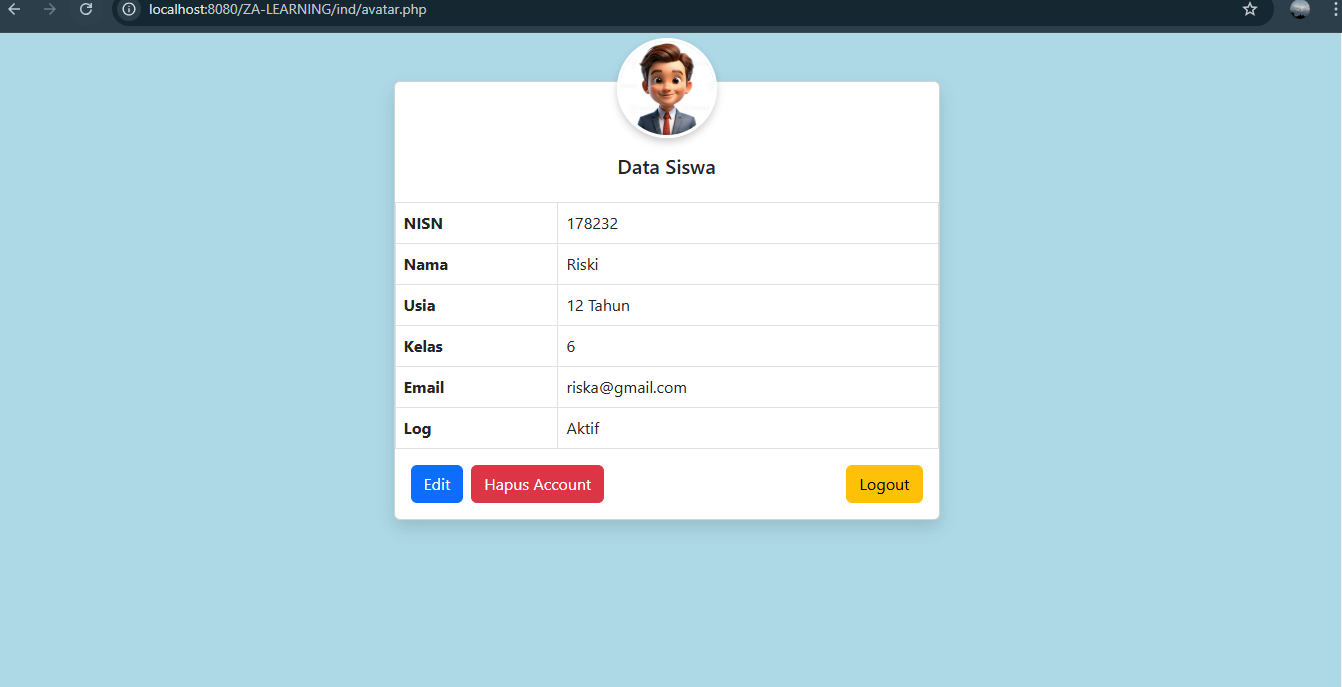 localhost:8080/ZA-LEARNING/ind/avatar.php
Data Siswa
NISN 178232
Nama Riski
Usia 12 Tahun
Kelas 6
Email riska@gmail.com
Log Aktif
Edit Hapus Account Logout